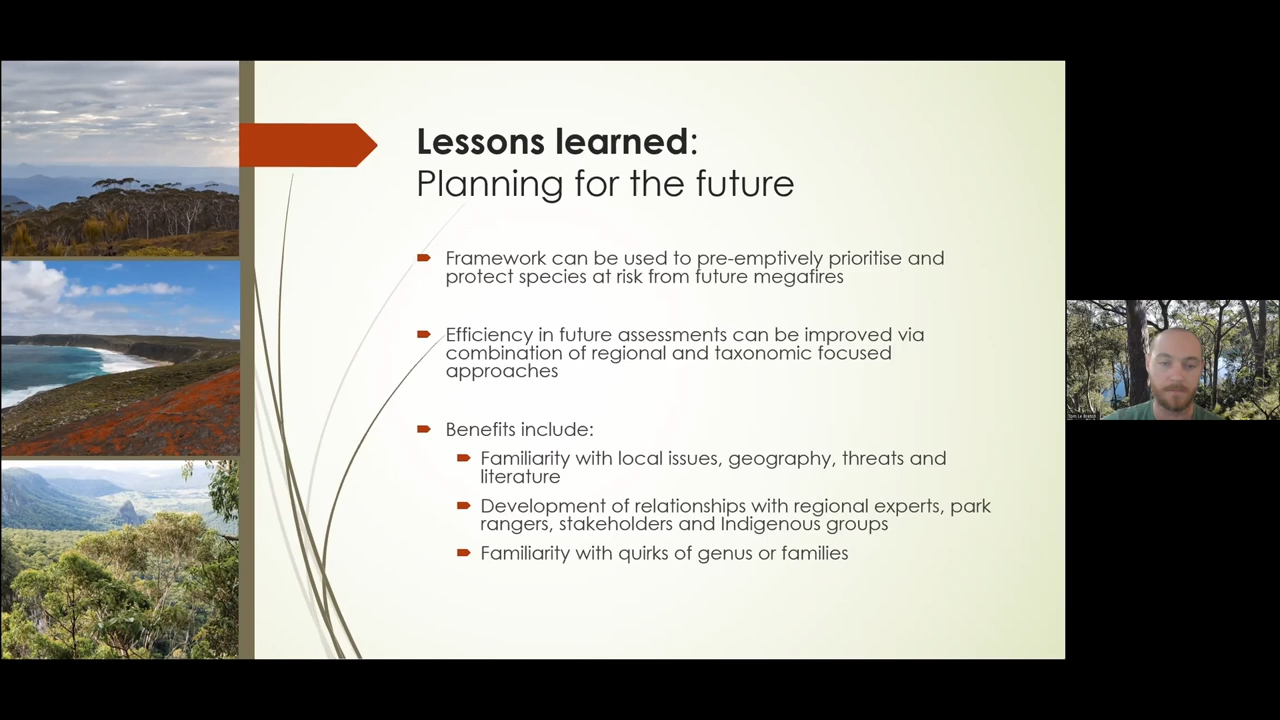 Lessons learned:
Planning for the future
Framework can be used to pre-emptively prioritise and
protect species at risk from future megafires
Efficiency in future assessments can be improved via
combination of regional and taxonomic focused
approaches
Benefits include:
Familiarity with local issues, geography, threats and
literature
Development of relationships with regional experts, park
rangers, stakeholders and Indigenous groups
Familiarity with quirks of genus or families
Tom Le Breton